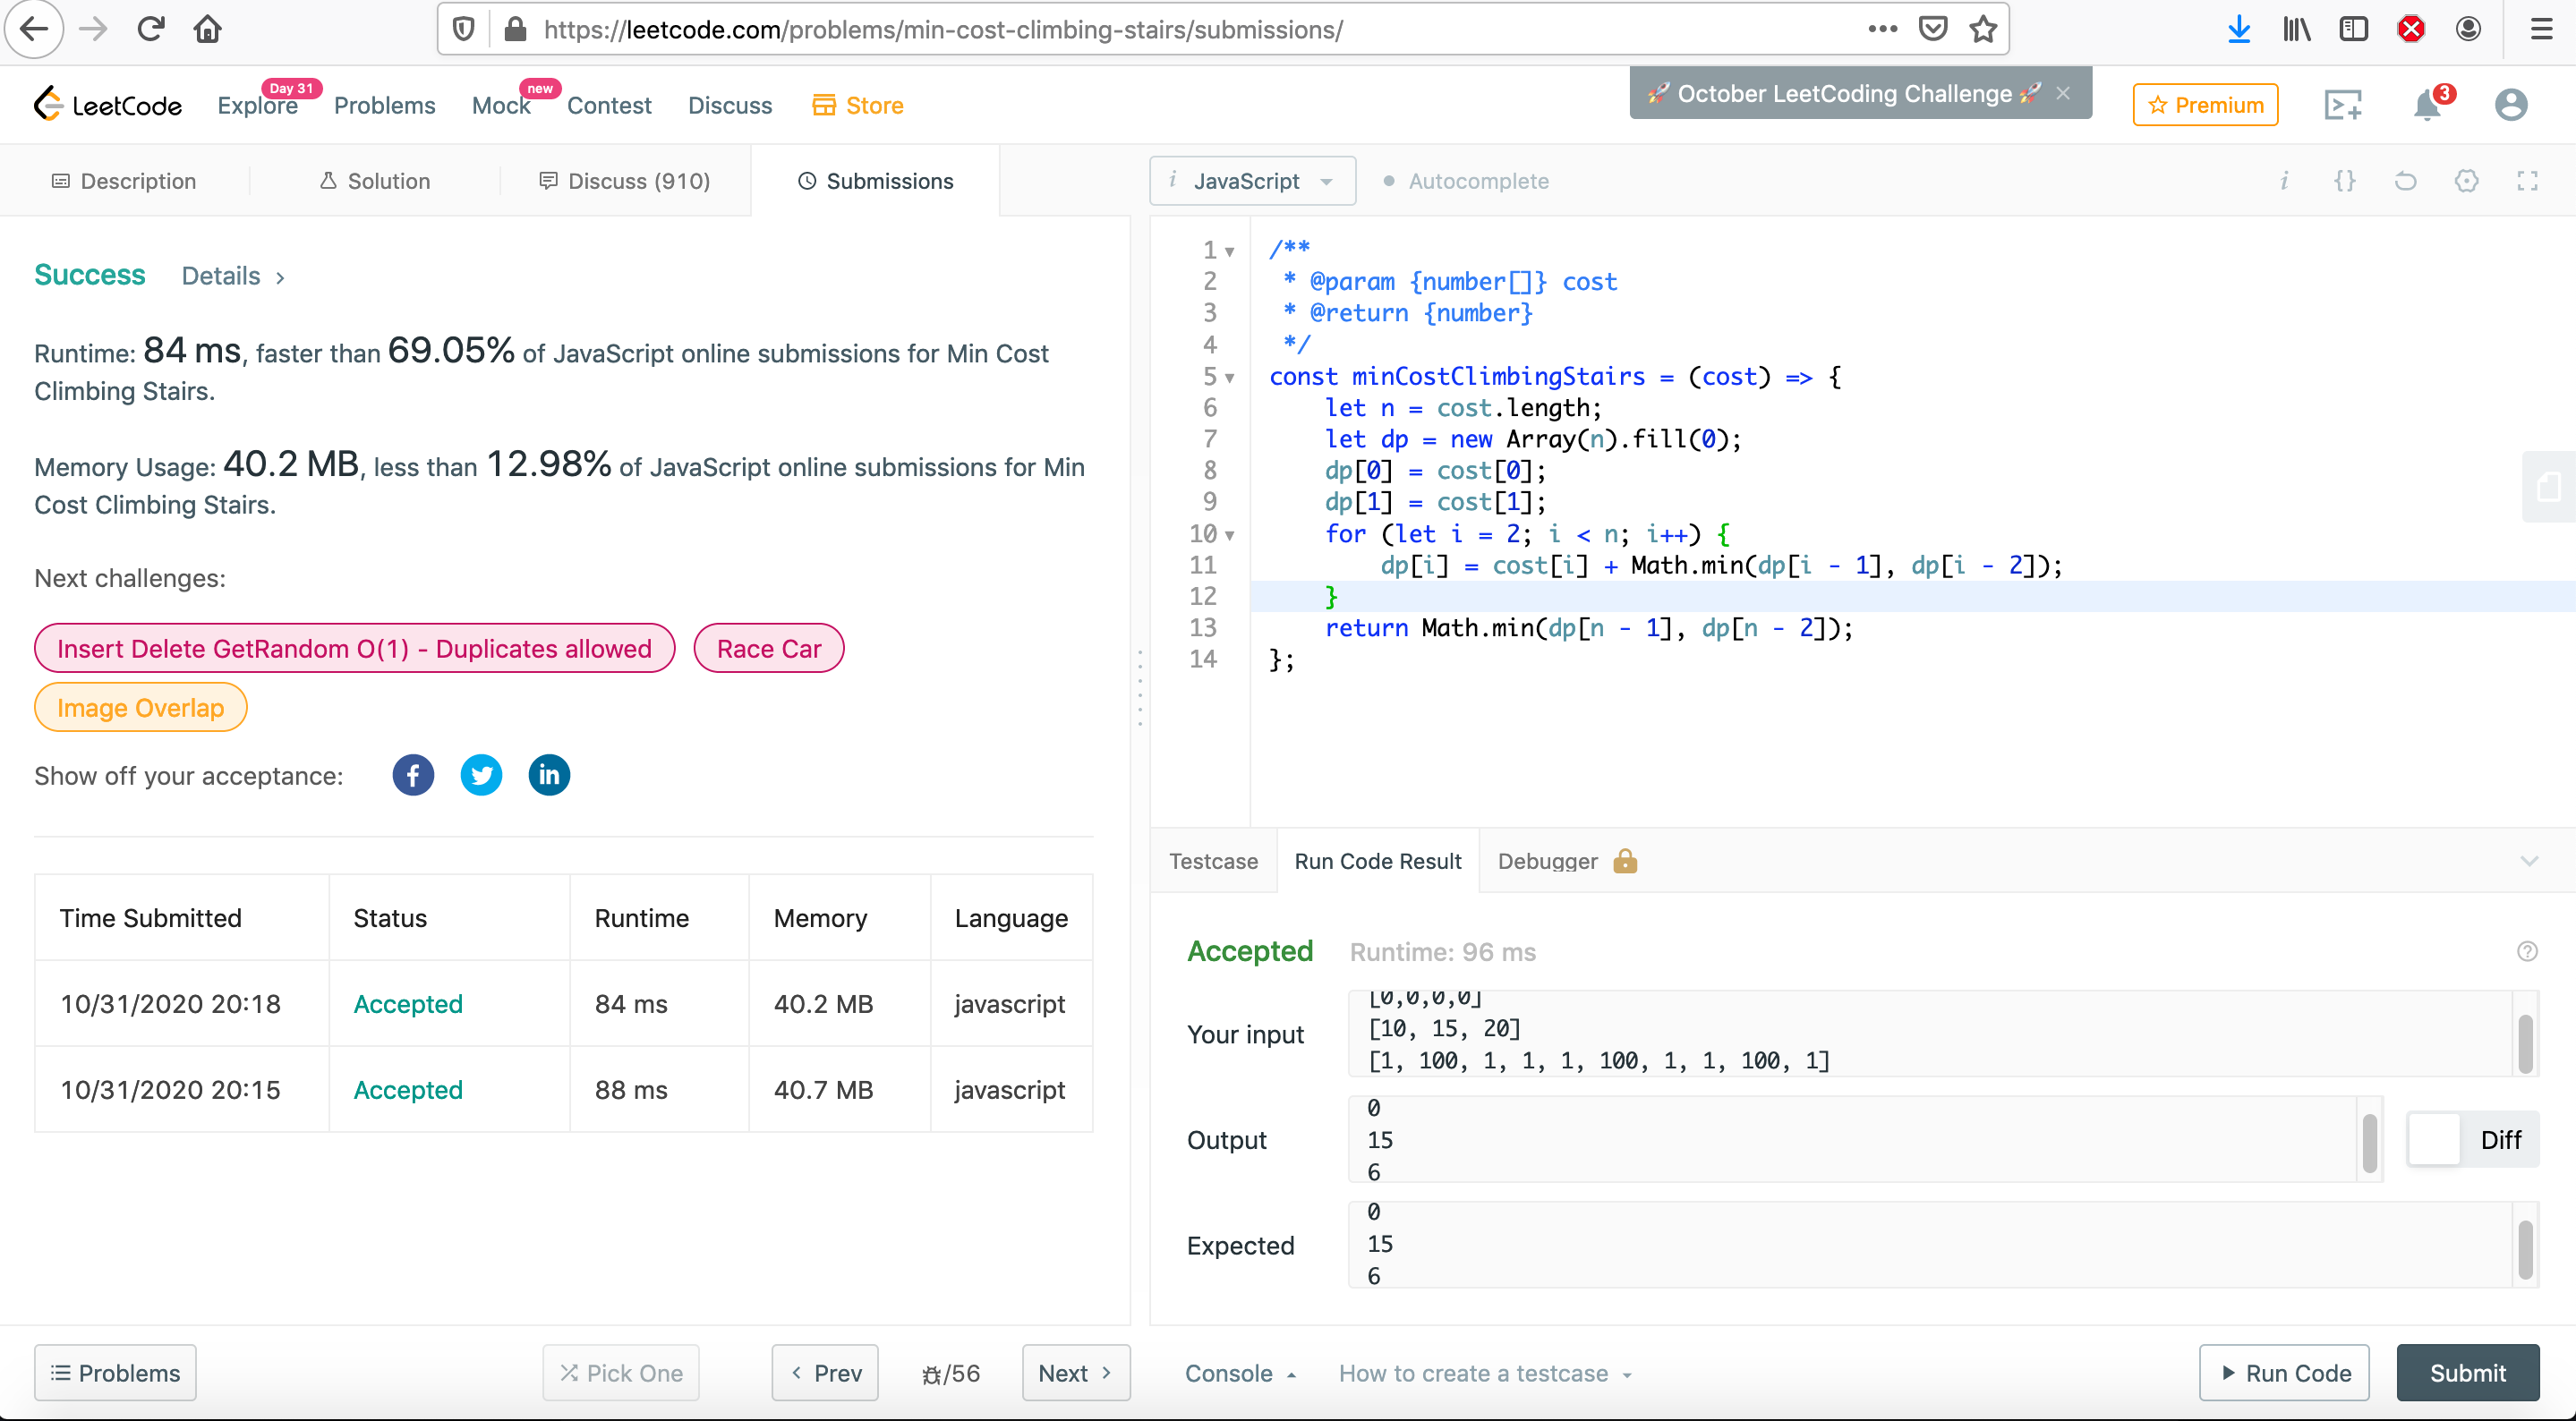 https://leetcode.com/problems/min-cost-climbing-stairs/submissions/
LeetCode
Explore
Day 31
Problems
Mock
new
Contest
Discuss
Store
🚀 October LeetCoding Challenge 🚀 ×
Premium
3
Description
Solution
Discuss (910)
Submissions
i JavaScript
Autocomplete
i {}
Success Details >
Runtime: 84 ms, faster than 69.05% of JavaScript online submissions for Min Cost
Climbing Stairs.
Memory Usage: 40.2 MB, less than 12.98% of JavaScript online submissions for Min
Cost Climbing Stairs.
Next challenges:
Insert Delete GetRandom O(1) - Duplicates allowed
Race Car
Image Overlap
Show off your acceptance: f in
Time Submitted Status Runtime Memory Language
10/31/2020 20:18 Accepted 84 ms 40.2 MB javascript
10/31/2020 20:15 Accepted 88 ms 40.7 MB javascript
1 /**
2  * @param {number[]} cost
3  * @return {number}
4  */
5 const minCostClimbingStairs = (cost) => {
6     let n = cost.length;
7     let dp = new Array(n).fill(0);
8     dp[0] = cost[0];
9     dp[1] = cost[1];
10     for (let i = 2; i < n; i++) {
11         dp[i] = cost[i] + Math.min(dp[i - 1], dp[i - 2]);
12     }
13     return Math.min(dp[n - 1], dp[n - 2]);
14 };
Testcase
Run Code Result
Debugger
Accepted Runtime: 96 ms
?
Your input
[0,0,0,0]
[10, 15, 20]
[1, 100, 1, 1, 1, 100, 1, 1, 100, 1]
Output
0
15
6
Diff
Expected
0
15
6
Problems
Pick One
< Prev
/56
Next >
Console
How to create a testcase
Run Code
Submit